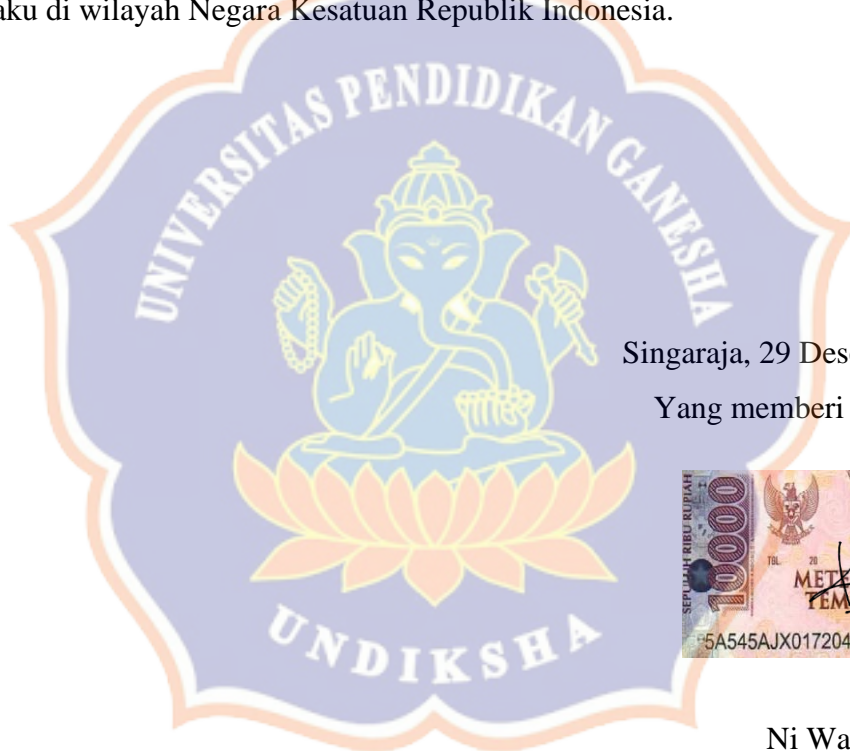 aku di wilayah Negara Kesatuan Republik Indonesia.
UNIVERSITAS PENDIDIKAN GANESHA
Singaraja, 29 Des
Yang memberi
SEPULUH RIBU RUPIAH
10000
TGL. 20
METE
TEM
5A545AJX017204
UNDIKSHA
Ni Wa